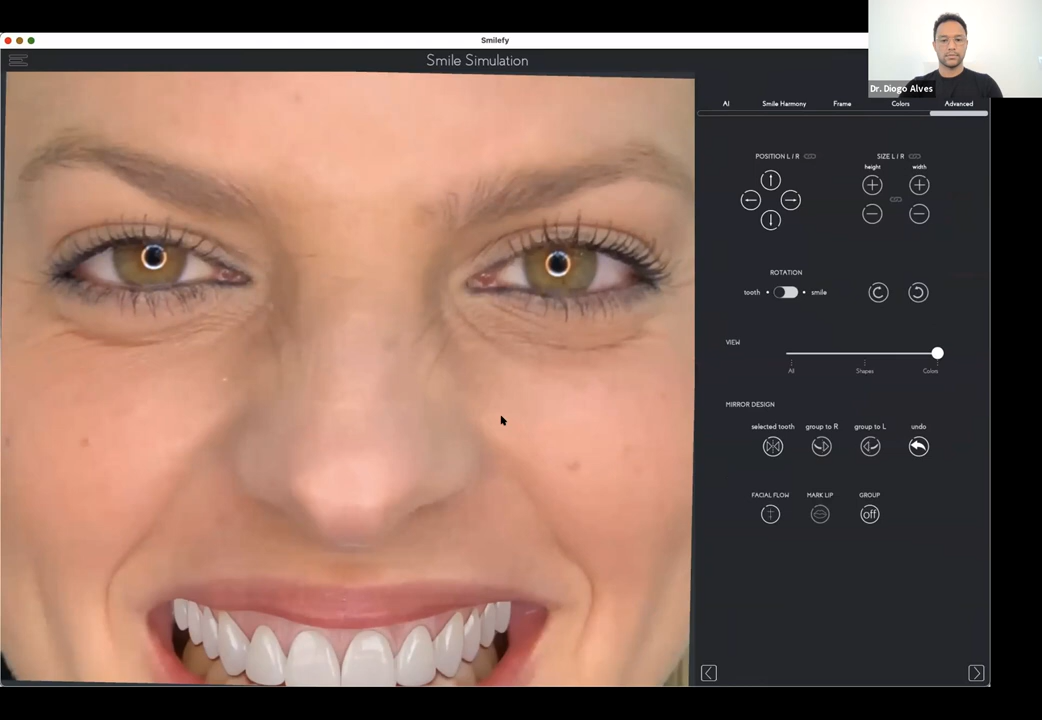 Smilefy
Smile Simulation
Dr. Diogo Alves
AI Smile Harmony Frame Colors Advanced
POSITION L / R SIZE L / R
height width
ROTATION
tooth smile
VIEW
All Shapes Colors
MIRROR DESIGN
selected tooth group to R group to L undo
FACIAL FLOW MARK LIP GROUP
off